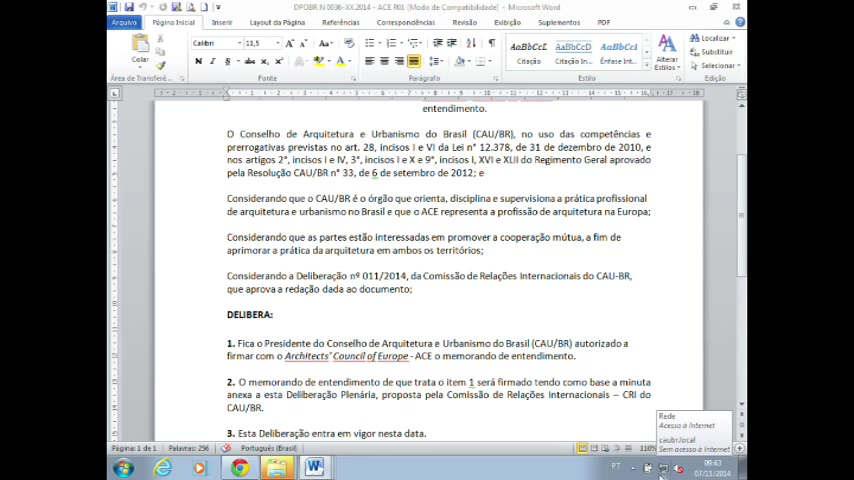 DPOBR N.0036-XX.2014 - ACE R01 [Modo de Compatibilidade] - Microsoft Word
Arquivo Página Inicial Inserir Layout da Página Referências Correspondências Revisão Exibição Suplementos PDF
Calibri 11,5
Colar
AaBbCcD AaBbCcD AaBbCcI
Citação Citação In... Ênfase Int...
Alterar Estilos
Localizar
Substituir
Selecionar
Área de Transferê... Fonte Parágrafo Estilo Edição
entendimento.
O Conselho de Arquitetura e Urbanismo do Brasil (CAU/BR), no uso das competências e
prerrogativas previstas no art. 28, incisos I e VI da Lei n° 12.378, de 31 de dezembro de 2010, e
nos artigos 2°, incisos I e IV, 3°, incisos I e X e 9°, incisos I, XVI e XLII do Regimento Geral aprovado
pela Resolução CAU/BR n° 33, de 6 de setembro de 2012; e
Considerando que o CAU/BR é o órgão que orienta, disciplina e supervisiona a prática profissional
de arquitetura e urbanismo no Brasil e que o ACE representa a profissão de arquitetura na Europa;
Considerando que as partes estão interessadas em promover a cooperação mútua, a fim de
aprimorar a prática da arquitetura em ambos os territórios;
Considerando a Deliberação nº 011/2014, da Comissão de Relações Internacionais do CAU-BR,
que aprova a redação dada ao documento;
DELIBERA:
1. Fica o Presidente do Conselho de Arquitetura e Urbanismo do Brasil (CAU/BR) autorizado a
firmar com o Architects' Council of Europe - ACE o memorando de entendimento.
2. O memorando de entendimento de que trata o item 1 será firmado tendo como base a minuta
anexa a esta Deliberação Plenária, proposta pela Comissão de Relações Internacionais – CRI do
CAU/BR.
3. Esta Deliberação entra em vigor nesta data.
Rede
Acesso à Internet
caubr.local
Sem acesso à Internet
Página: 1 de 1 Palavras: 256 Português (Brasil) 110%
PT 09:43
07/11/2014